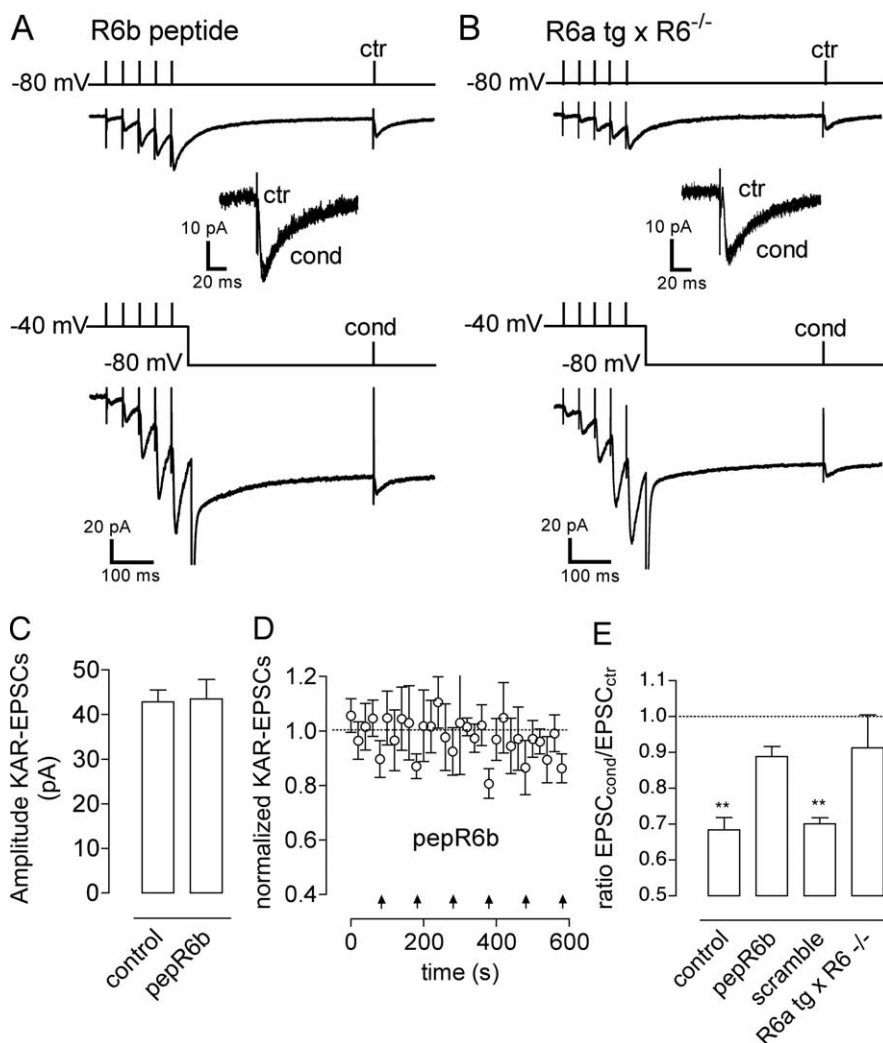 A R6b peptide
ctr
-80 mV
ctr
10 pA
cond
20 ms
-40 mV
cond
-80 mV
20 pA
100 ms
B R6a tg x R6-/-
ctr
-80 mV
ctr
10 pA
cond
20 ms
-40 mV
cond
-80 mV
20 pA
100 ms
C
Amplitude KAR-EPSCs
(pA)
50
40
30
20
10
0
control
pepR6b
D
normalized KAR-EPSCs
1.2
1.0
0.8
0.6
0.4
pepR6b
0 200 400 600
time (s)
E
ratio EPSCcond/EPSCctr
1.1
1.0
0.9
0.8
0.7
0.6
0.5
** **
control
pepR6b
scramble
R6a tg x R6 -/-